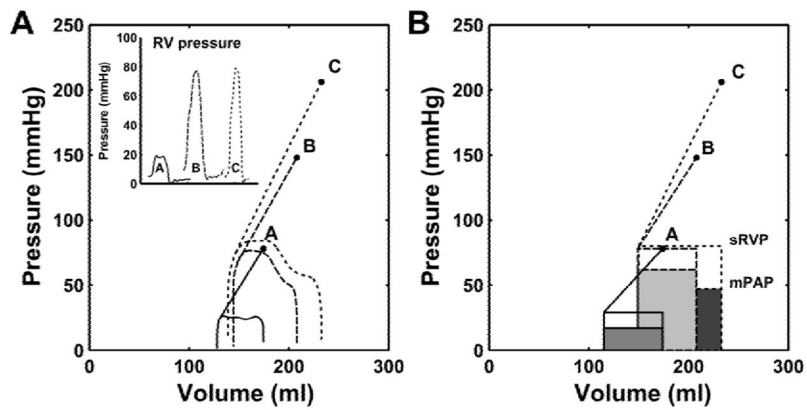 A
B
250
200
150
100
50
0
Pressure (mmHg)
0
100
200
300
Volume (ml)
RV pressure
100
80
60
40
20
0
Pressure (mmHg)
A
B
C
C
B
A
250
200
150
100
50
0
Pressure (mmHg)
0
100
200
300
Volume (ml)
C
B
A
sRVP
mPAP